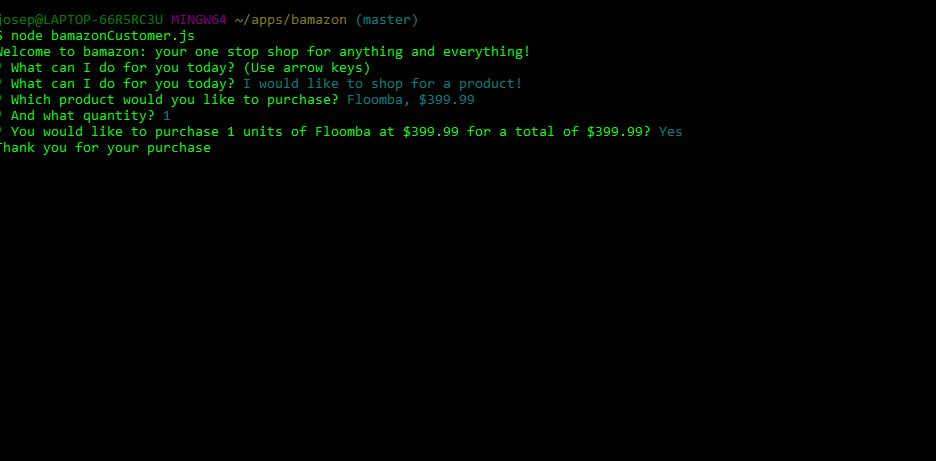 josep@LAPTOP-66R5RC3U MINGW64 ~/apps/bamazon (master)
$ node bamazonCustomer.js
Welcome to bamazon: your one stop shop for anything and everything!
? What can I do for you today? (Use arrow keys)
? What can I do for you today? I would like to shop for a product!
? Which product would you like to purchase? Floomba, $399.99
? And what quantity? 1
? You would like to purchase 1 units of Floomba at $399.99 for a total of $399.99? Yes
Thank you for your purchase